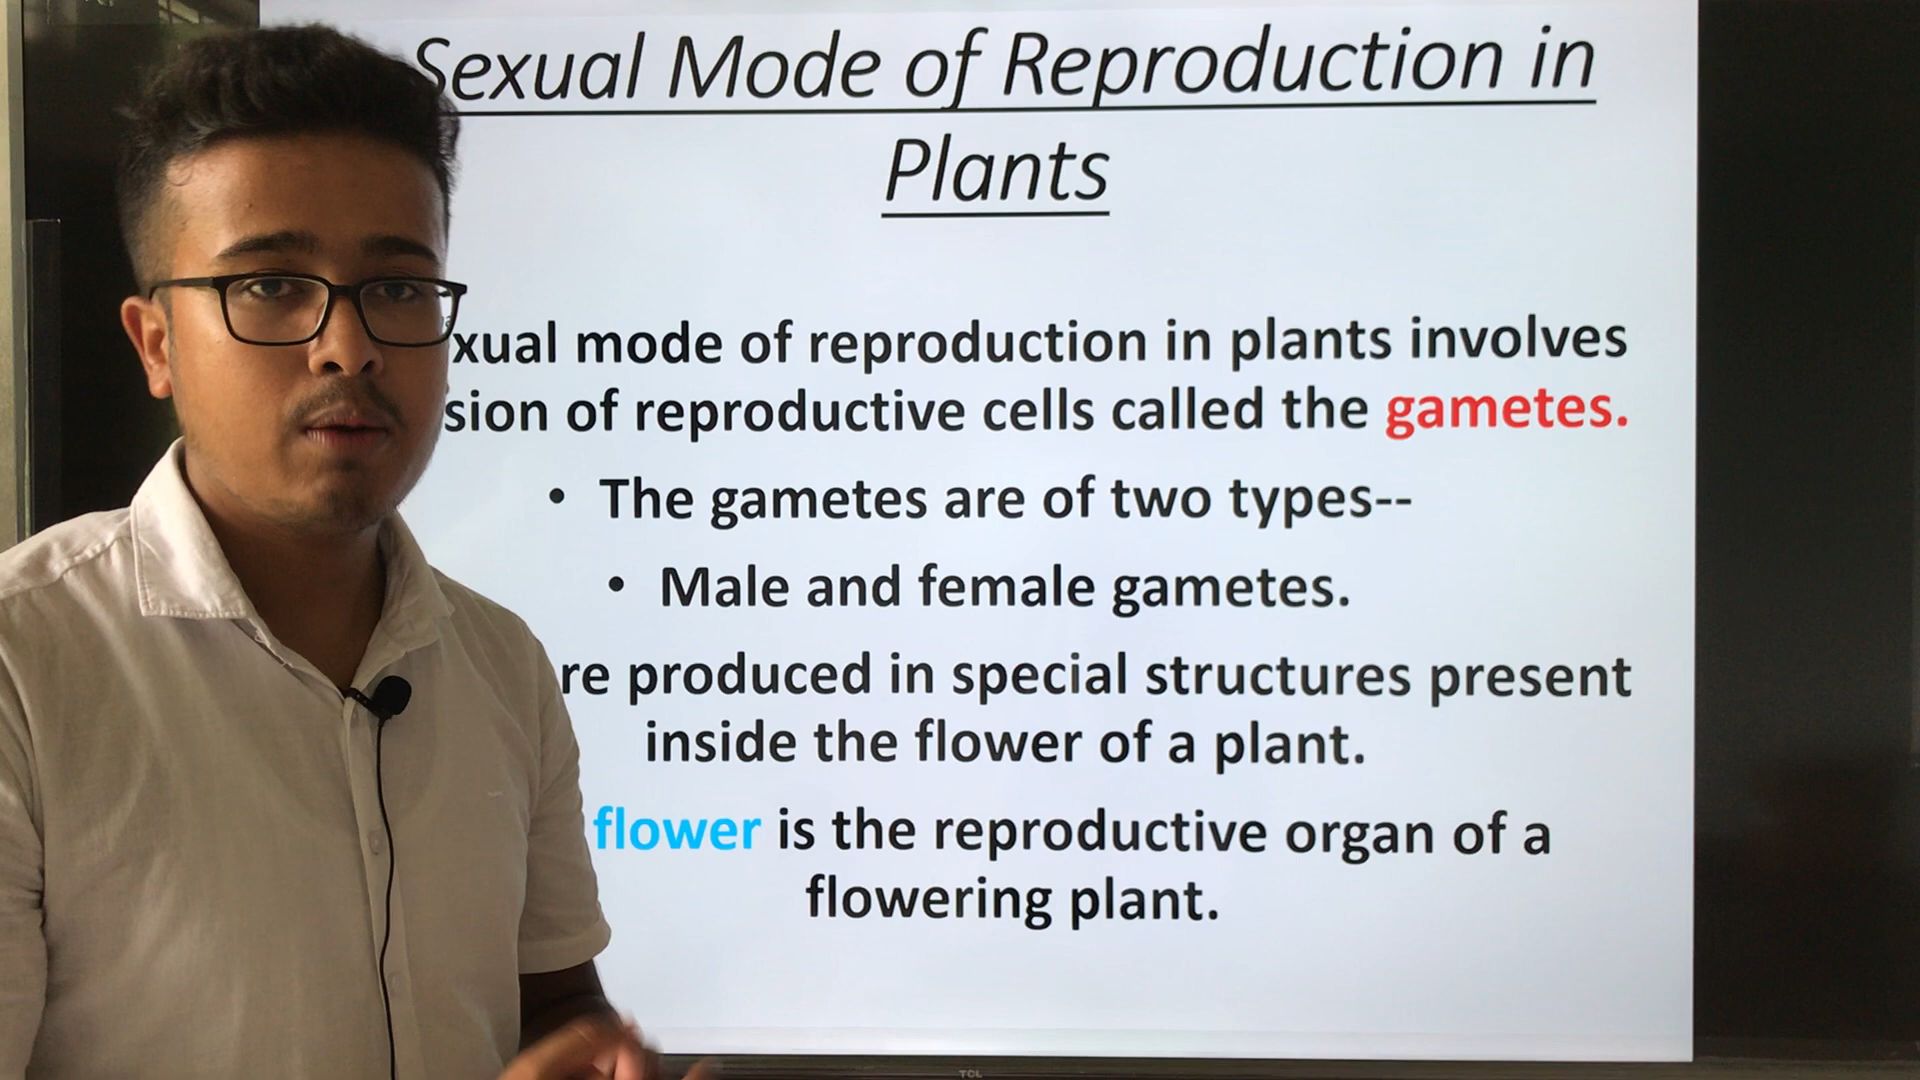 Sexual Mode of Reproduction in
Plants
xual mode of reproduction in plants involves
sion of reproductive cells called the gametes.
• The gametes are of two types--
• Male and female gametes.
re produced in special structures present
inside the flower of a plant.
flower is the reproductive organ of a
flowering plant.
TCL